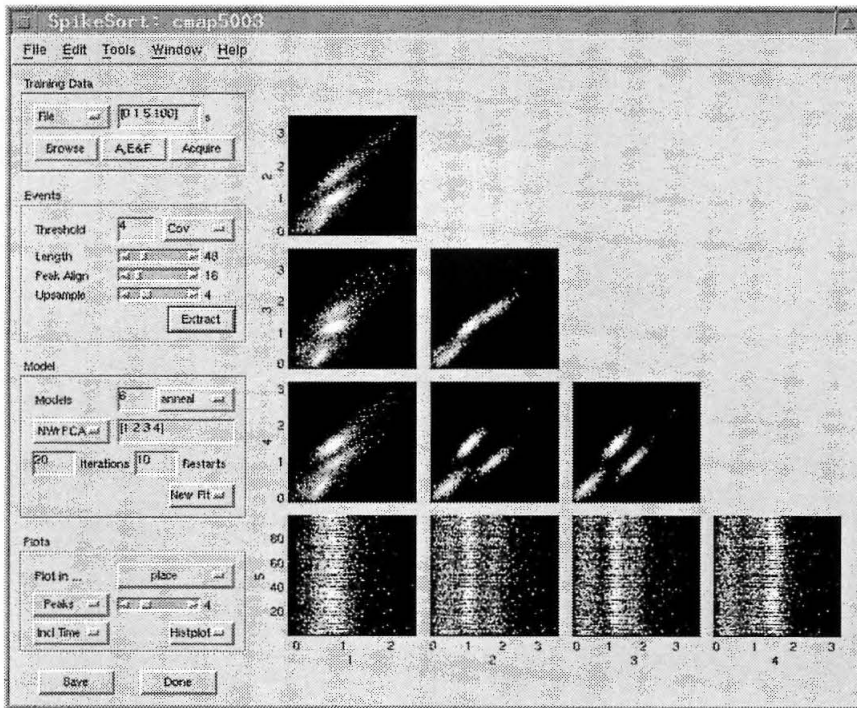 SpikeSort: cmap5003
File Edit Tools Window Help
Training Data
File [0 1 5 100] s
Browse A,E&F Acquire
Events
Threshold 4 Cov
Length 48
Peak Align 16
Upsample 4
Extract
Model
Models 6 anneal
NWrPCA [1 2 3 4]
20 Iterations 10 Restarts
New Fit
Plots
Plot in ... place
Peaks 4
Incl Time Histplot
Save Done
3
2
1
0
2
3
2
1
0
3
3
2
1
0
4
80
60
40
20
5
0 1 2
1
0 1 2 3
2
0 1 2 3
3
0 1 2 3
4